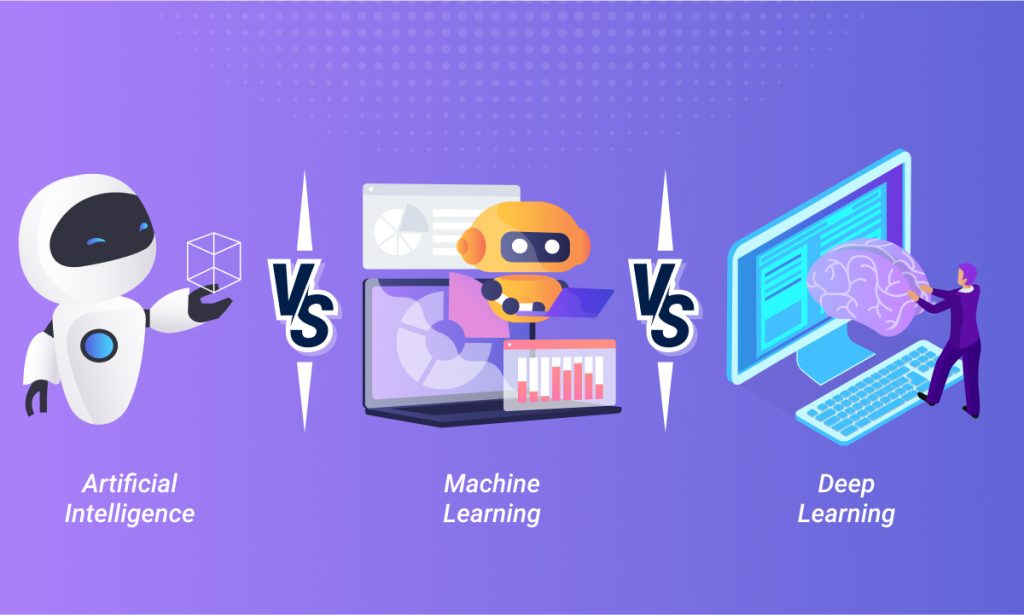 VS
VS
Artificial
Intelligence
Machine
Learning
Deep
Learning